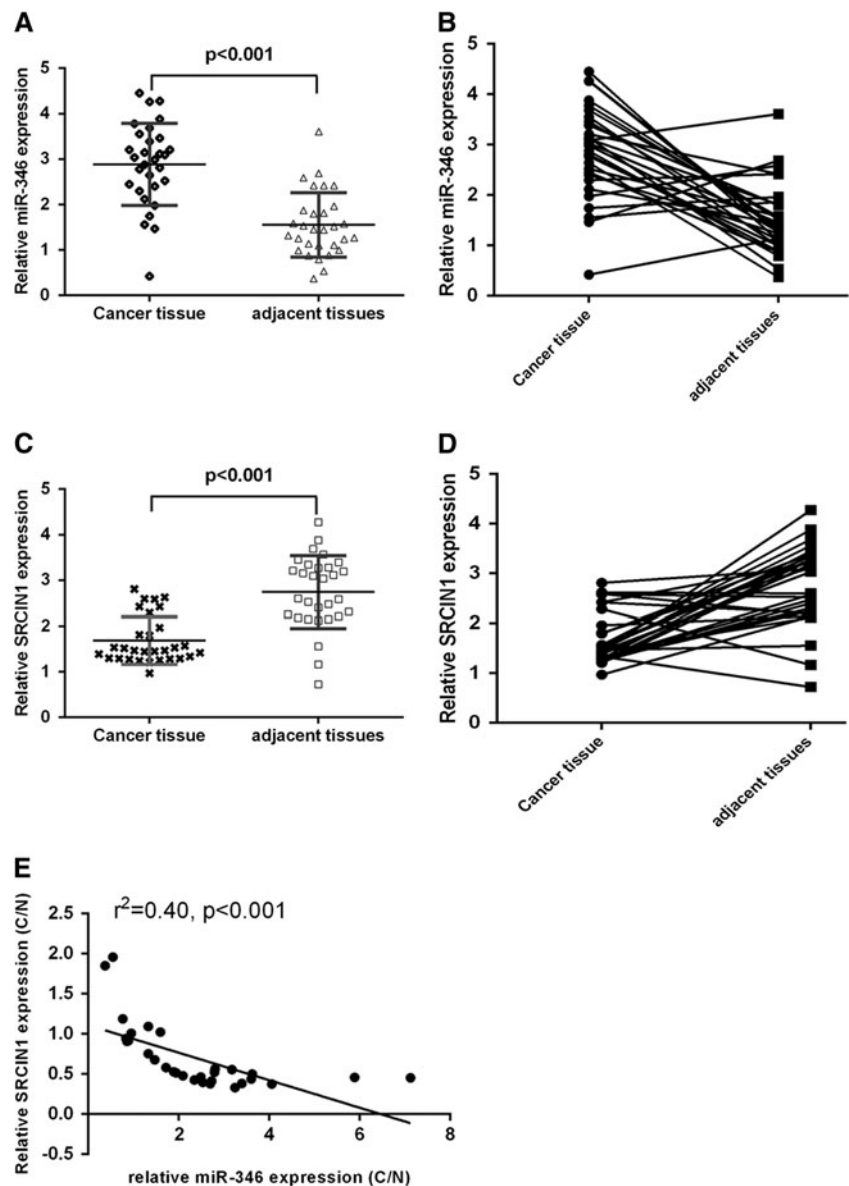 A
p<0.001
Relative miR-346 expression
5
4
3
2
1
0
Cancer tissue
adjacent tissues
B
Relative miR-346 expression
5
4
3
2
1
0
Cancer tissue
adjacent tissues
C
p<0.001
Relative SRCIN1 expression
5
4
3
2
1
0
Cancer tissue
adjacent tissues
D
Relative SRCIN1 expression
5
4
3
2
1
0
Cancer tissue
adjacent tissues
E
r²=0.40, p<0.001
Relative SRCIN1 expression (C/N)
2.5
2.0
1.5
1.0
0.5
0.0
-0.5
2 4 6 8
relative miR-346 expression (C/N)